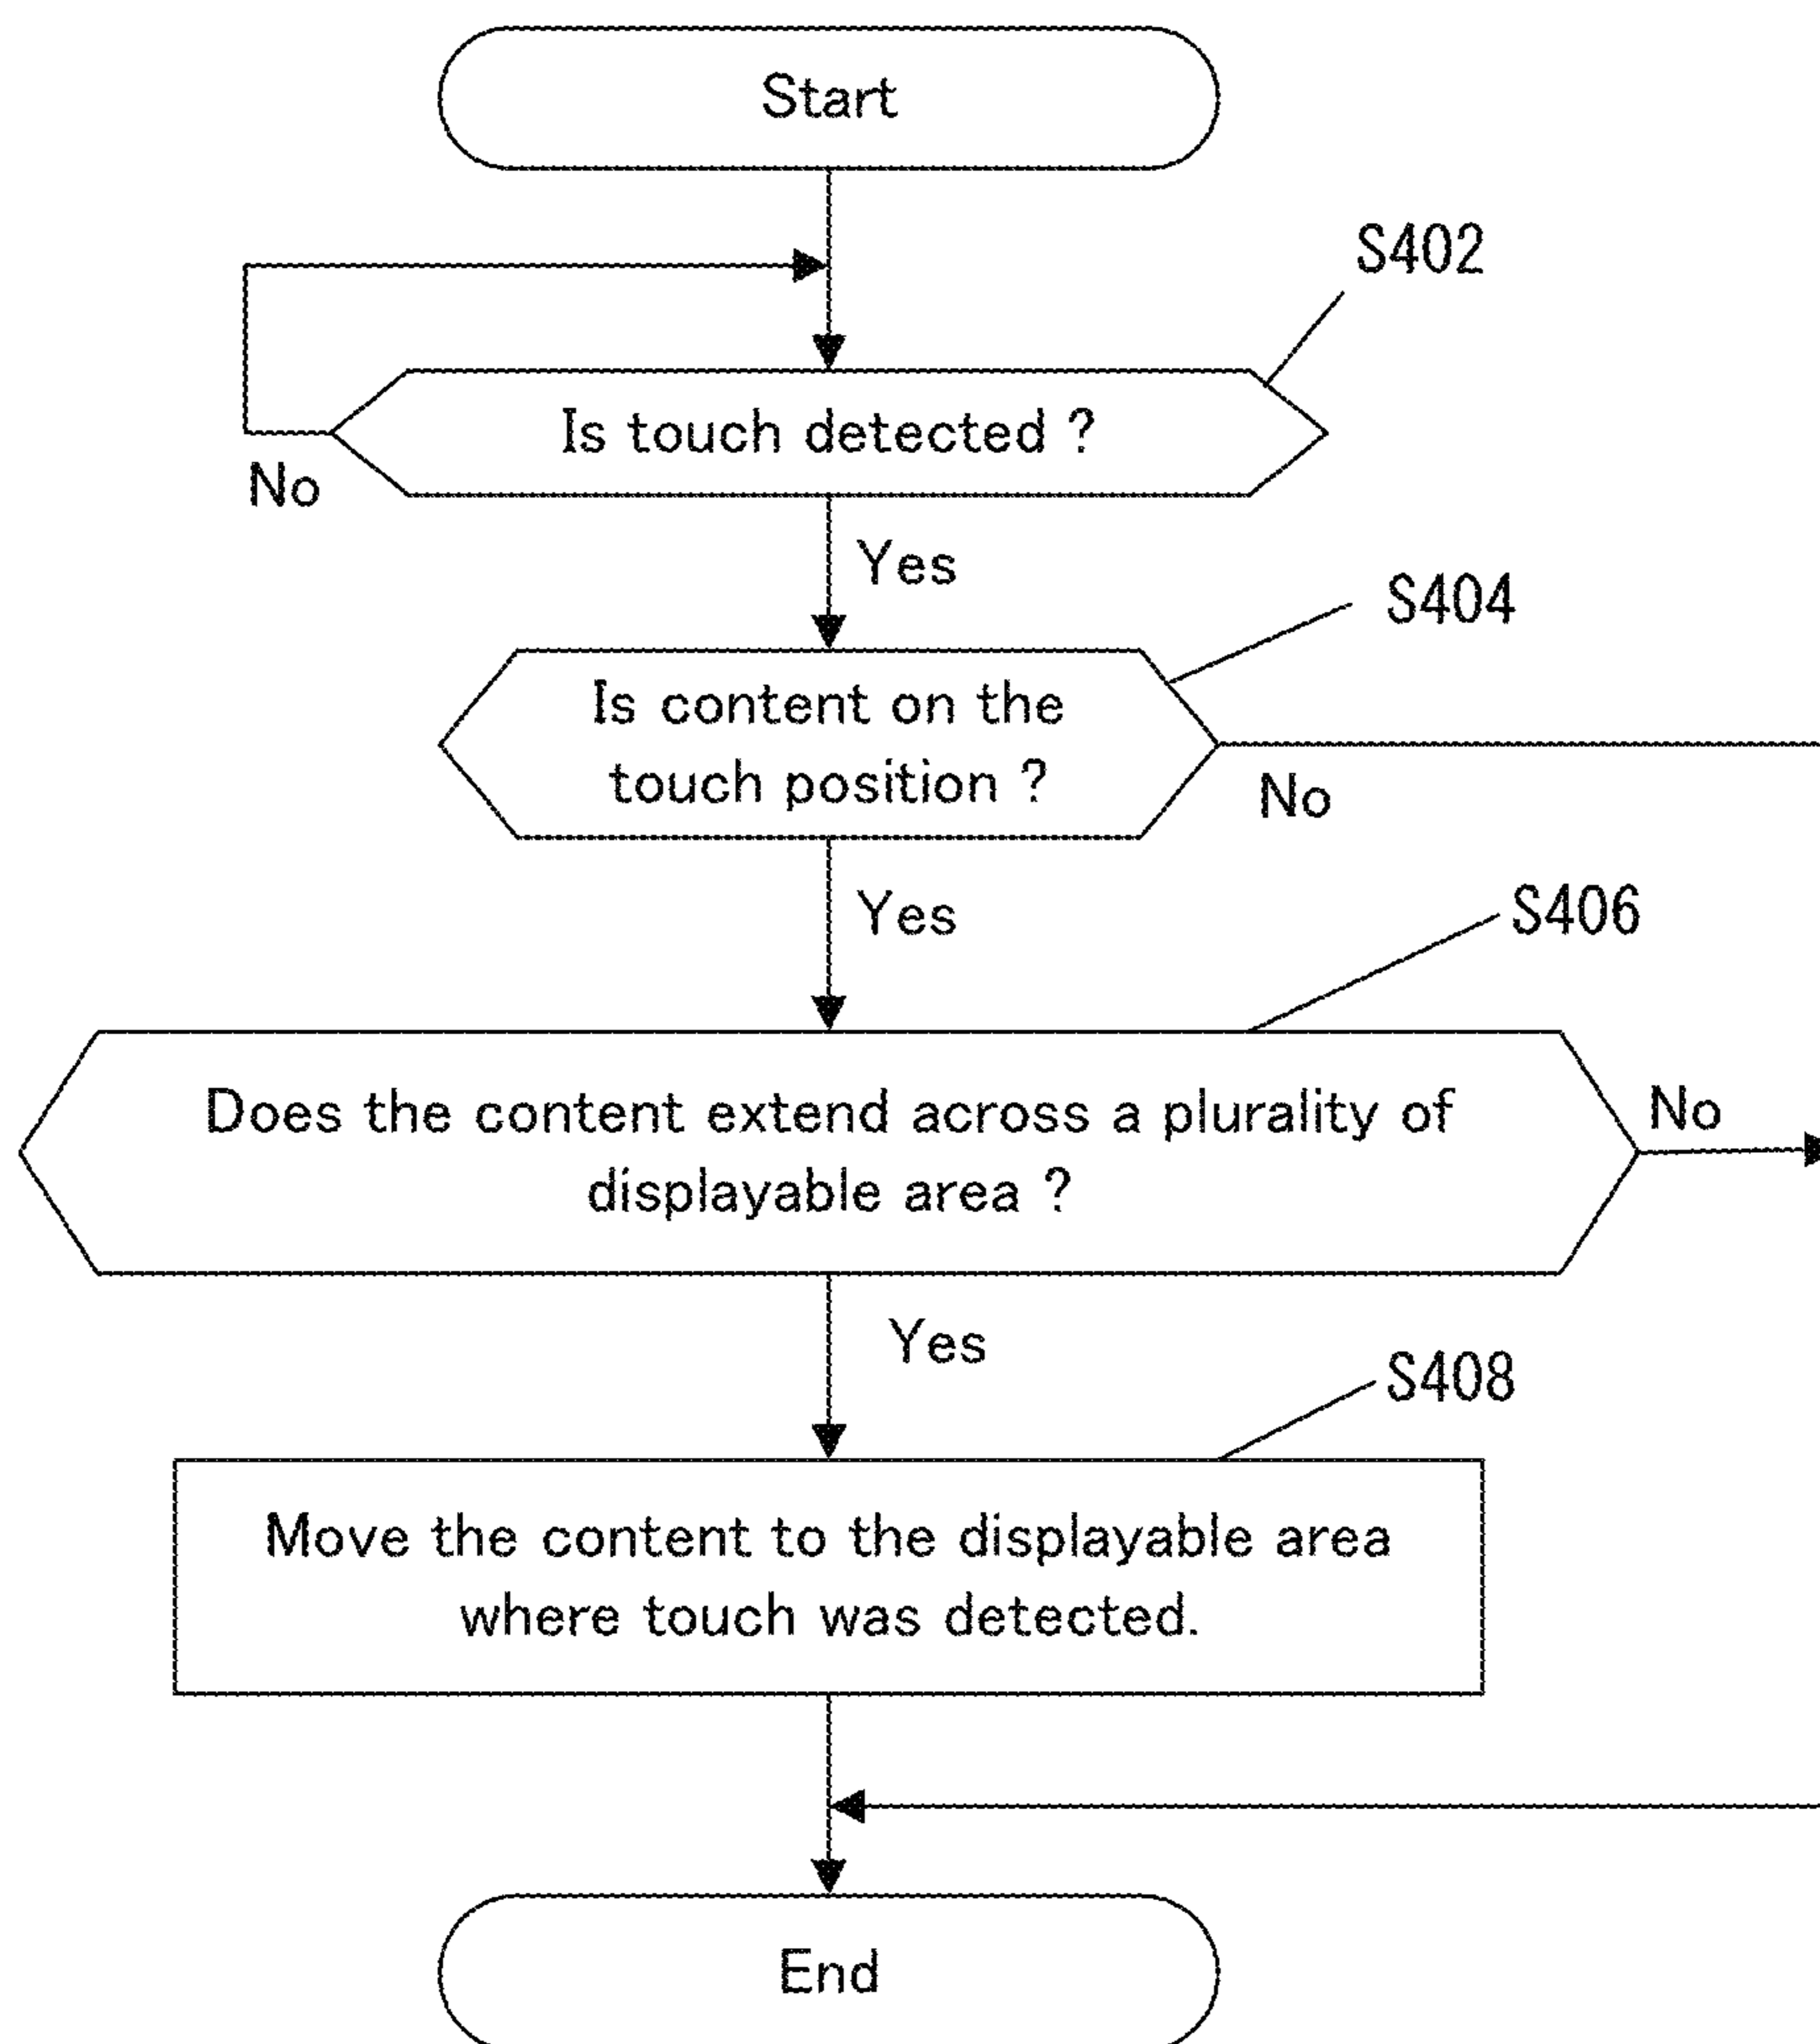 Start
S402
Is touch detected ?
No
Yes
S404
Is content on the
touch position ?
No
Yes
S406
Does the content extend across a plurality of
displayable area ?
No
Yes
S408
Move the content to the displayable area
where touch was detected.
End